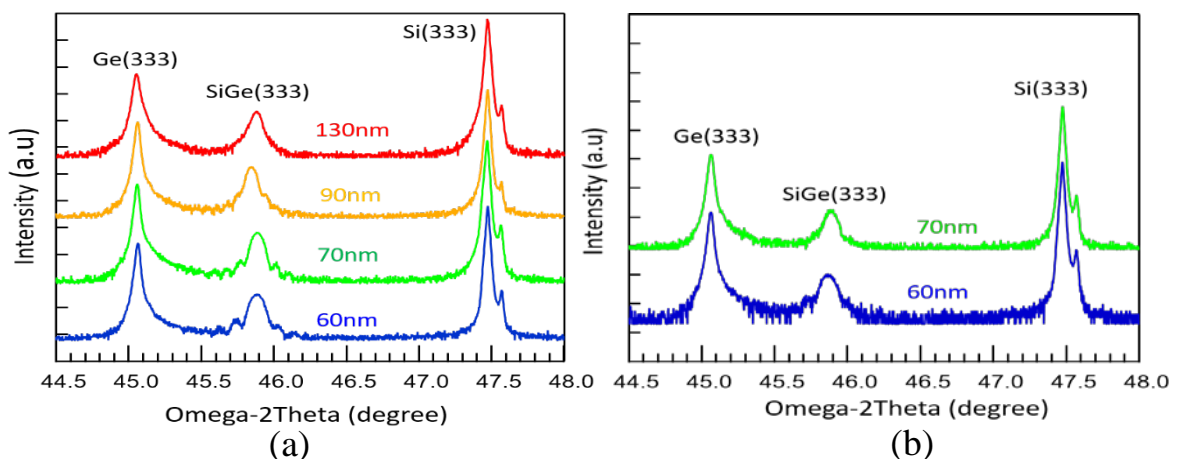 Si(333)
Ge(333)
SiGe(333)
130nm
90nm
70nm
60nm
Intensity (a.u)
44.5 45.0 45.5 46.0 46.5 47.0 47.5 48.0
Omega-2Theta (degree)
(a)
Si(333)
Ge(333)
SiGe(333)
70nm
60nm
Intensity (a.u)
44.5 45.0 45.5 46.0 46.5 47.0 47.5 48.0
Omega-2Theta (degree)
(b)